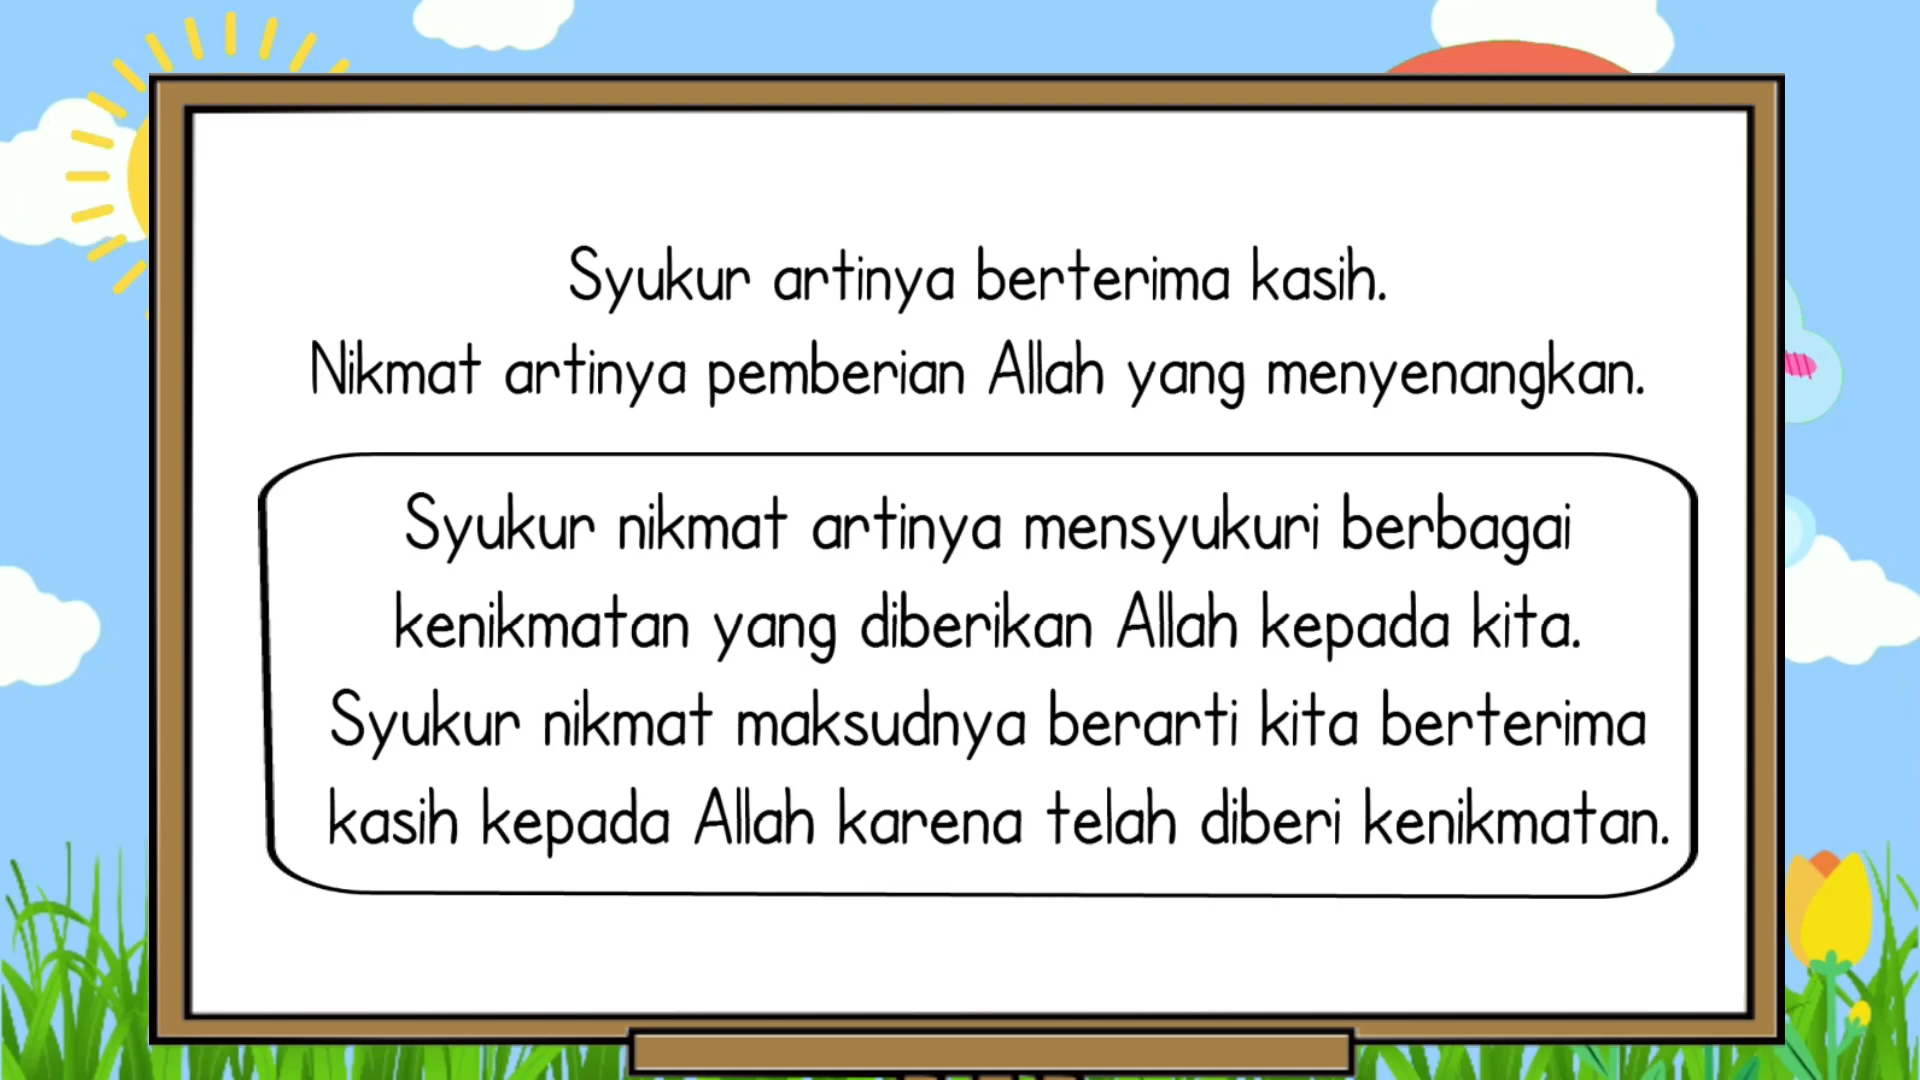 Syukur artinya berterima kasih.
Nikmat artinya pemberian Allah yang menyenangkan.
Syukur nikmat artinya mensyukuri berbagai
kenikmatan yang diberikan Allah kepada kita.
Syukur nikmat maksudnya berarti kita berterima
kasih kepada Allah karena telah diberi kenikmatan.